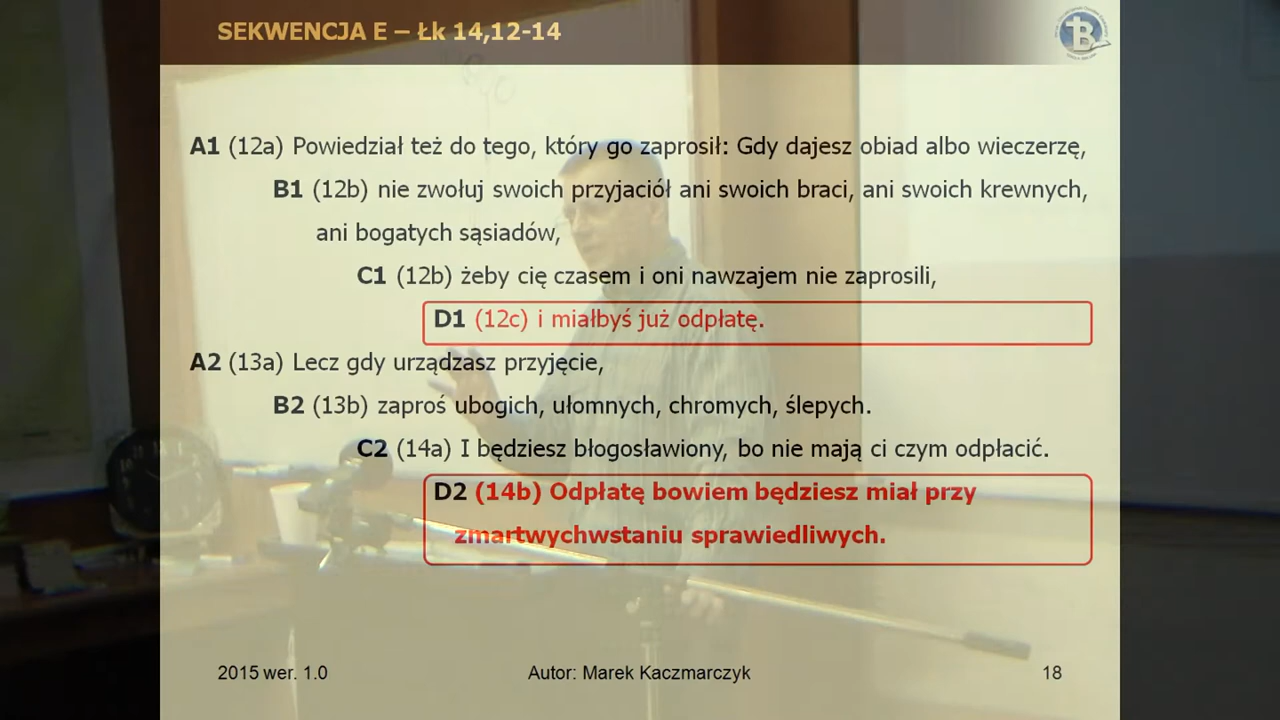 SEKWENCJA E – Łk 14,12-14
A1 (12a) Powiedział też do tego, który go zaprosił: Gdy dajesz obiad albo wieczerzę,
B1 (12b) nie zwołuj swoich przyjaciół ani swoich braci, ani swoich krewnych,
ani bogatych sąsiadów,
C1 (12b) żeby cię czasem i oni nawzajem nie zaprosili,
D1 (12c) i miałbyś już odpłatę.
A2 (13a) Lecz gdy urządzasz przyjęcie,
B2 (13b) zaproś ubogich, ułomnych, chromych, ślepych.
C2 (14a) I będziesz błogosławiony, bo nie mają ci czym odpłacić.
D2 (14b) Odpłatę bowiem będziesz miał przy
zmartwychwstaniu sprawiedliwych.
2015 wer. 1.0
Autor: Marek Kaczmarczyk
18